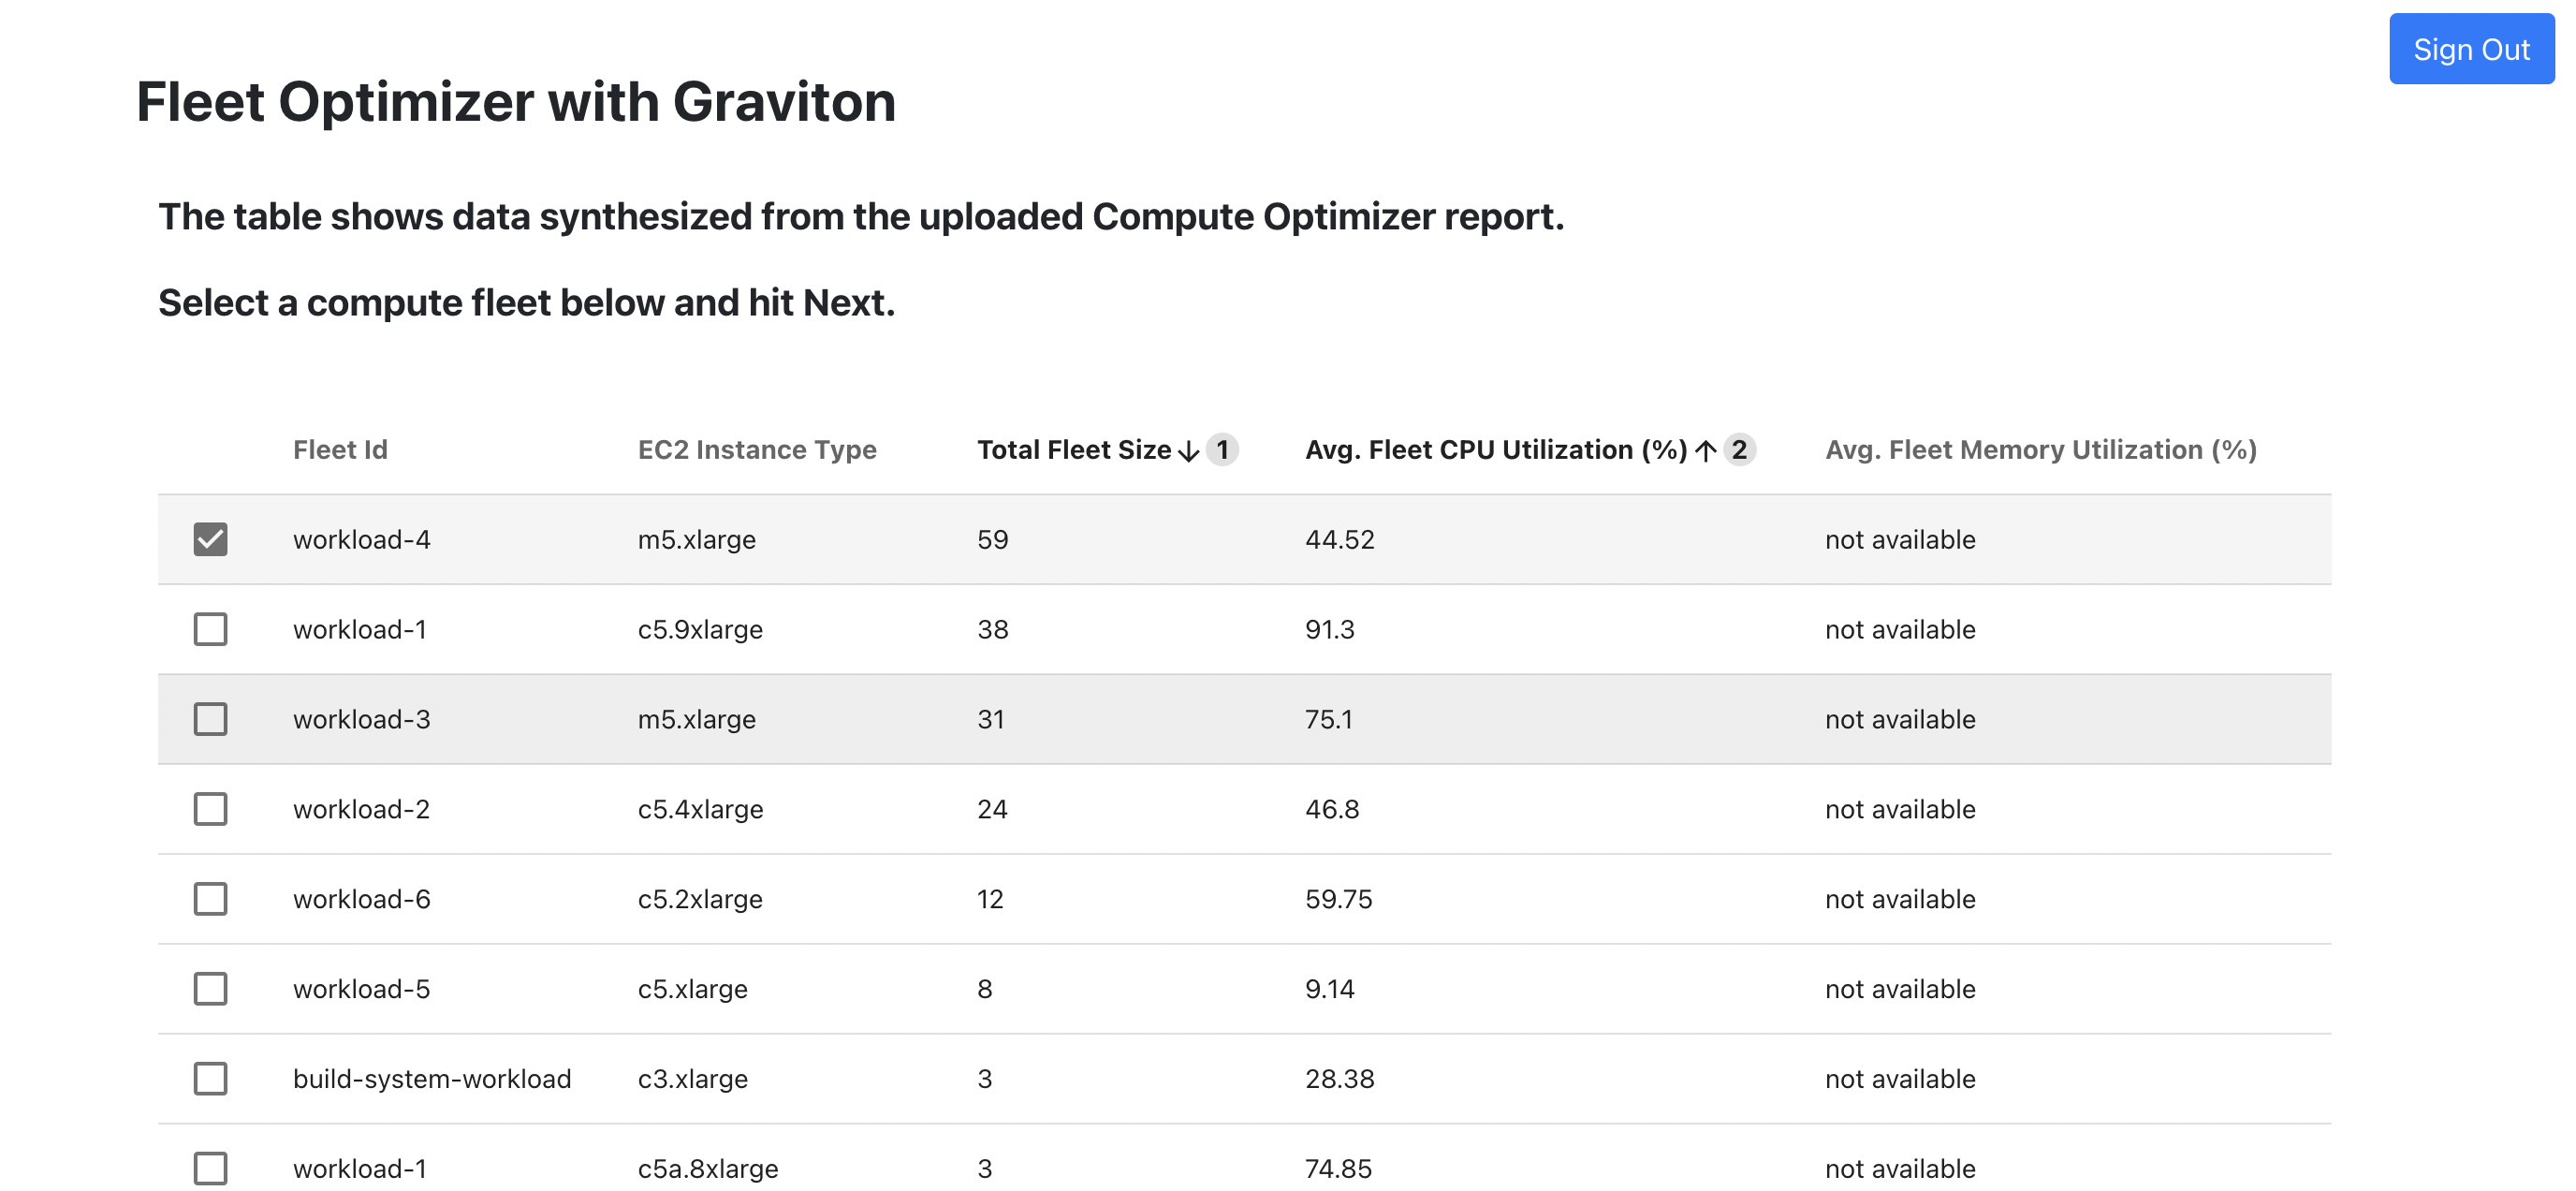 Sign Out
Fleet Optimizer with Graviton
The table shows data synthesized from the uploaded Compute Optimizer report.
Select a compute fleet below and hit Next.
Fleet Id EC2 Instance Type Total Fleet Size ↓ 1 Avg. Fleet CPU Utilization (%) ↑ 2 Avg. Fleet Memory Utilization (%)
workload-4 m5.xlarge 59 44.52 not available
workload-1 c5.9xlarge 38 91.3 not available
workload-3 m5.xlarge 31 75.1 not available
workload-2 c5.4xlarge 24 46.8 not available
workload-6 c5.2xlarge 12 59.75 not available
workload-5 c5.xlarge 8 9.14 not available
build-system-workload c3.xlarge 3 28.38 not available
workload-1 c5a.8xlarge 3 74.85 not available